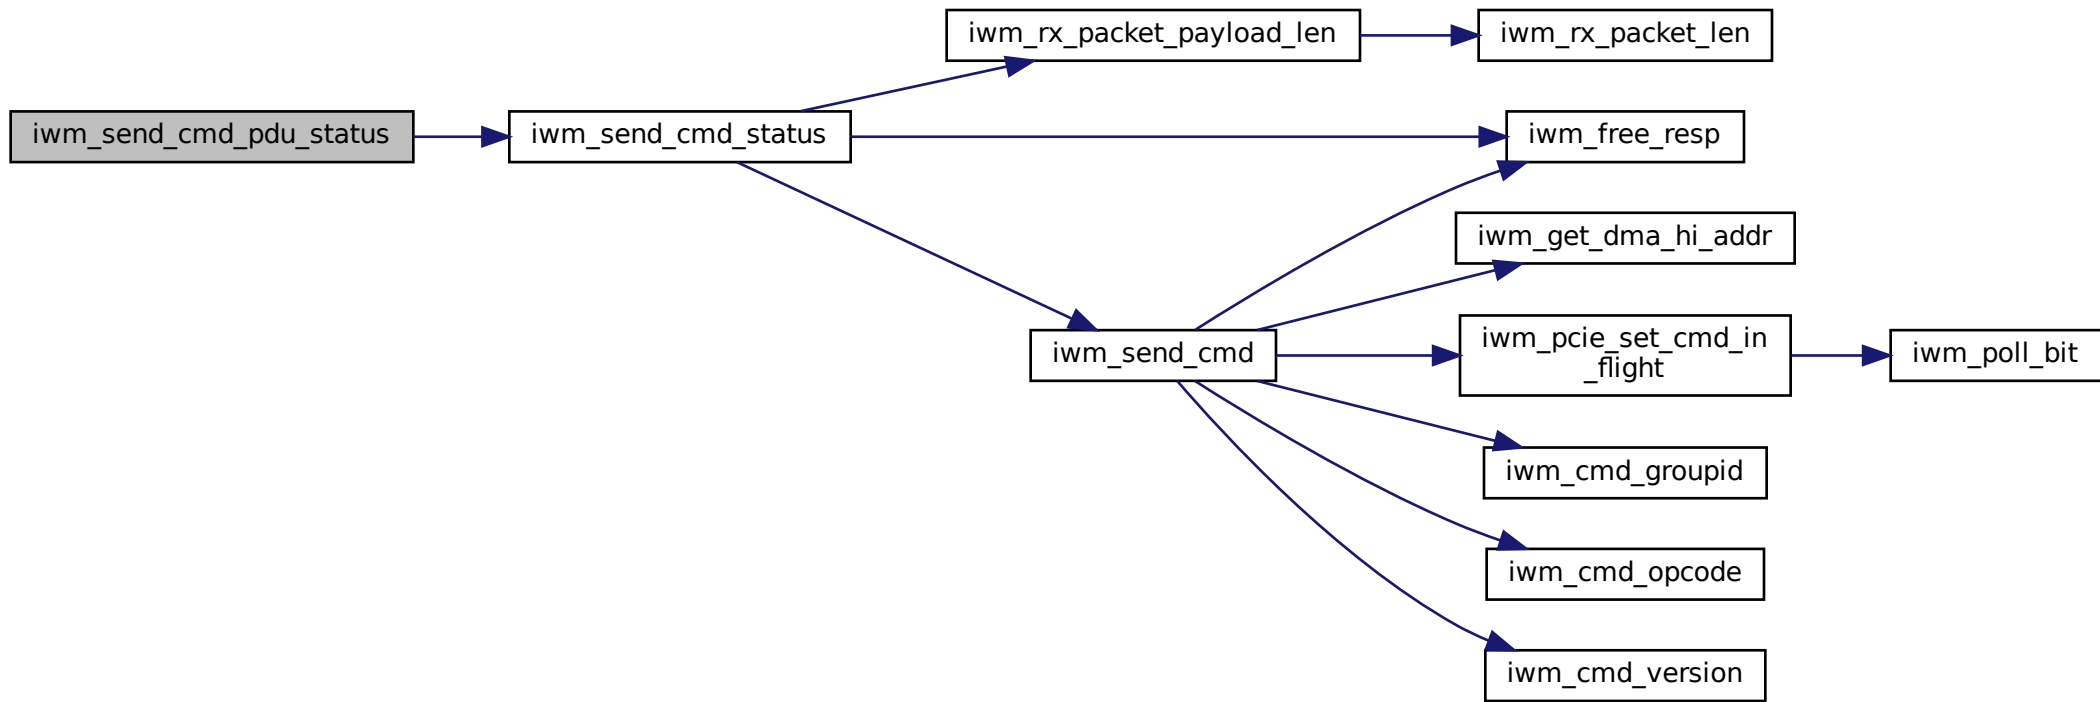 iwm_rx_packet_payload_len
iwm_rx_packet_len
iwm_send_cmd_pdu_status
iwm_send_cmd_status
iwm_free_resp
iwm_get_dma_hi_addr
iwm_send_cmd
iwm_pcie_set_cmd_in
_flight
iwm_poll_bit
iwm_cmd_groupid
iwm_cmd_opcode
iwm_cmd_version